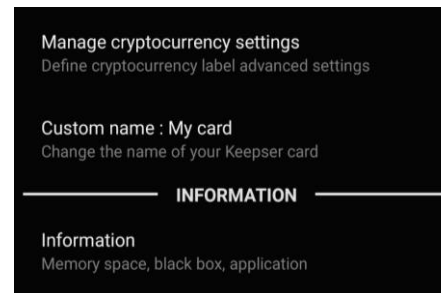 Manage cryptocurrency settings
Define cryptocurrency label advanced settings
Custom name : My card
Change the name of your Keepser card
INFORMATION
Information
Memory space, black box, application